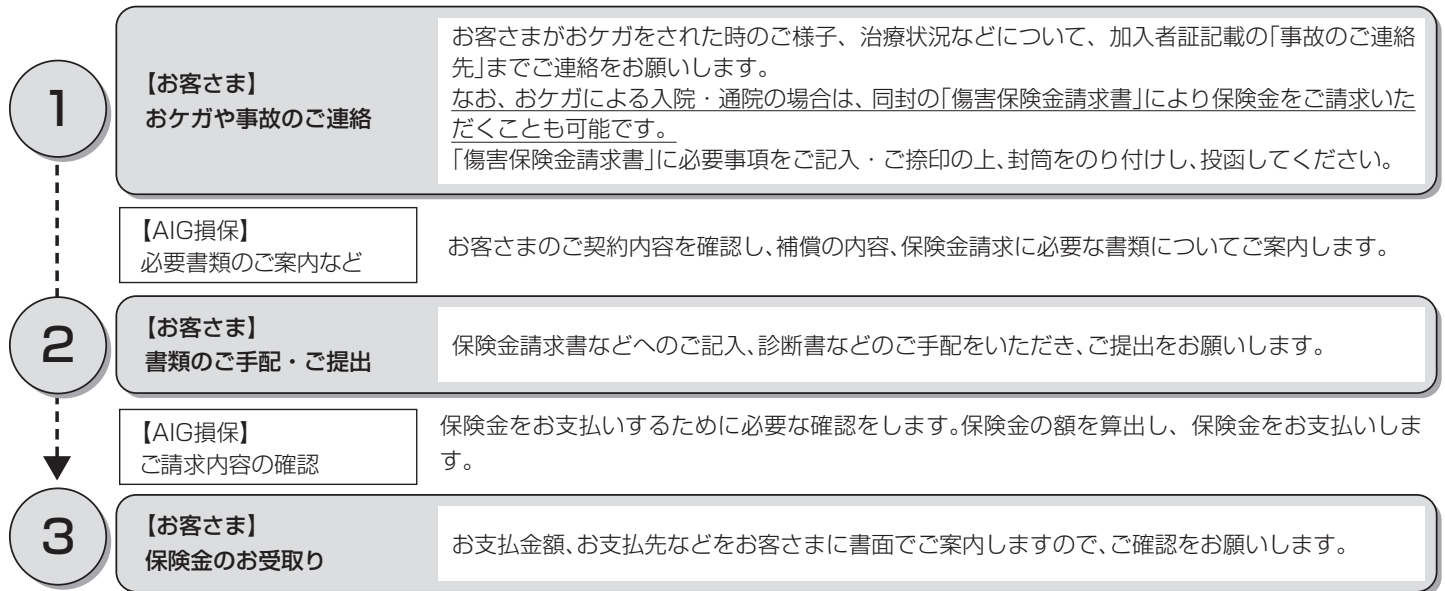 1
【お客さま】
おケガや事故のご連絡
お客さまがおケガをされた時のご様子、治療状況などについて、加入者証記載の「事故のご連絡
先」までご連絡をお願いします。
なお、おケガによる入院・通院の場合は、同封の「傷害保険金請求書」により保険金をご請求いた
だくことも可能です。
「傷害保険金請求書」に必要事項をご記入・ご捺印の上、封筒をのり付けし、投函してください。
【AIG損保】
必要書類のご案内など
お客さまのご契約内容を確認し、補償の内容、保険金請求に必要な書類についてご案内します。
2
【お客さま】
書類のご手配・ご提出
保険金請求書などへのご記入、診断書などのご手配をいただき、ご提出をお願いします。
【AIG損保】
ご請求内容の確認
保険金をお支払いするために必要な確認をします。保険金の額を算出し、保険金をお支払いしま
す。
3
【お客さま】
保険金のお受取り
お支払金額、お支払先などをお客さまに書面でご案内しますので、ご確認をお願いします。